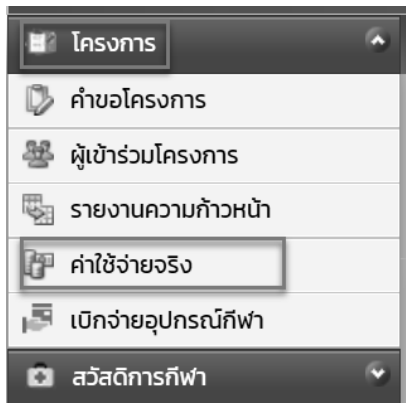 โครงการ
คำขอโครงการ
ผู้เข้าร่วมโครงการ
รายงานความก้าวหน้า
ค่าใช้จ่ายจริง
เบิกจ่ายอุปกรณ์กีฬา
สวัสดิการกีฬา